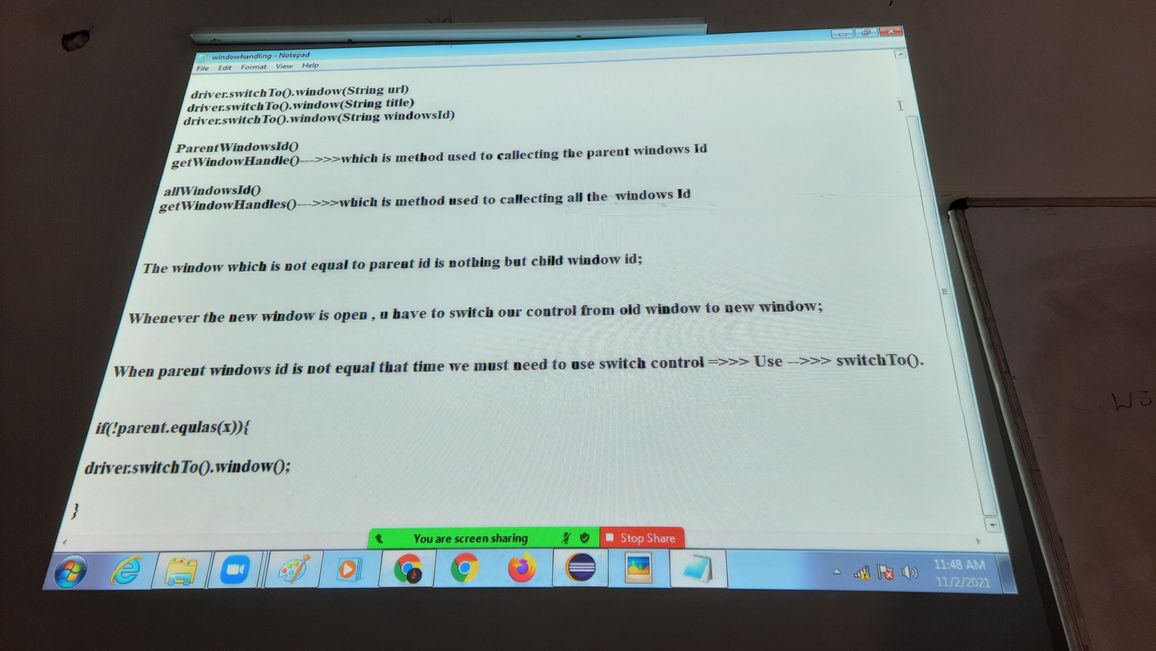 windowhandling - Notepad
File Edit Format View Help
driver.switchTo().window(String url)
driver.switchTo().window(String title)
driver.switchTo().window(String windowsId)
ParentWindowsId()
getWindowHandle()--->>>which is method used to callecting the parent windows Id
allWindowsId()
getWindowHandles()--->>>which is method used to callecting all the windows Id
The window which is not equal to parent id is nothing but child window id;
Whenever the new window is open , u have to switch our control from old window to new window;
When parent windows id is not equal that time we must need to use switch control =>>> Use -->>> switchTo().
if(!parent.equlas(x)){
driver.switchTo().window();
}
You are screen sharing
Stop Share
11:48 AM
11/2/2021